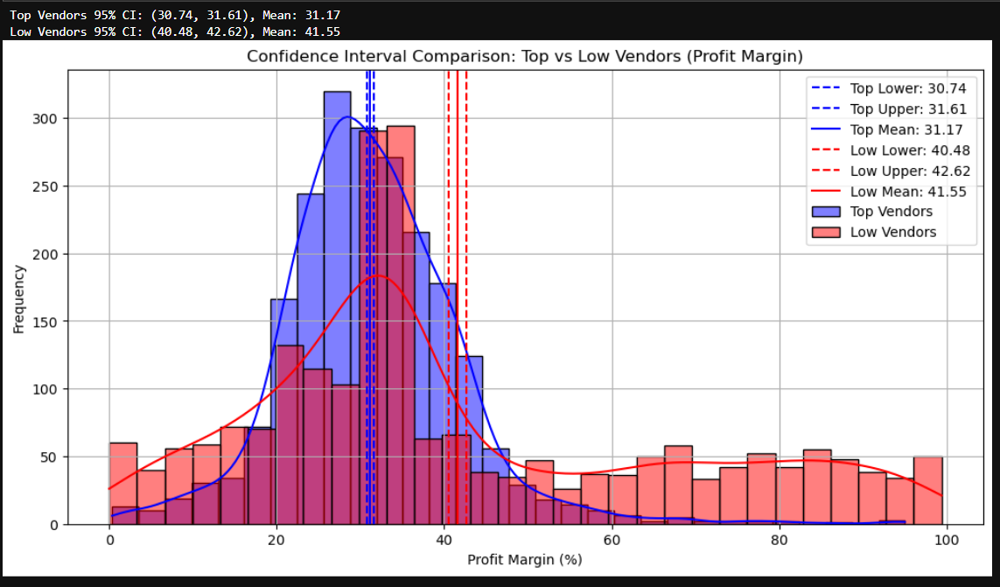 Top Vendors 95% CI: (30.74, 31.61), Mean: 31.17
Low Vendors 95% CI: (40.48, 42.62), Mean: 41.55
Confidence Interval Comparison: Top vs Low Vendors (Profit Margin)
Top Lower: 30.74
Top Upper: 31.61
Top Mean: 31.17
Low Lower: 40.48
Low Upper: 42.62
Low Mean: 41.55
Top Vendors
Low Vendors
Frequency
300
250
200
150
100
50
0
0 20 40 60 80 100
Profit Margin (%)